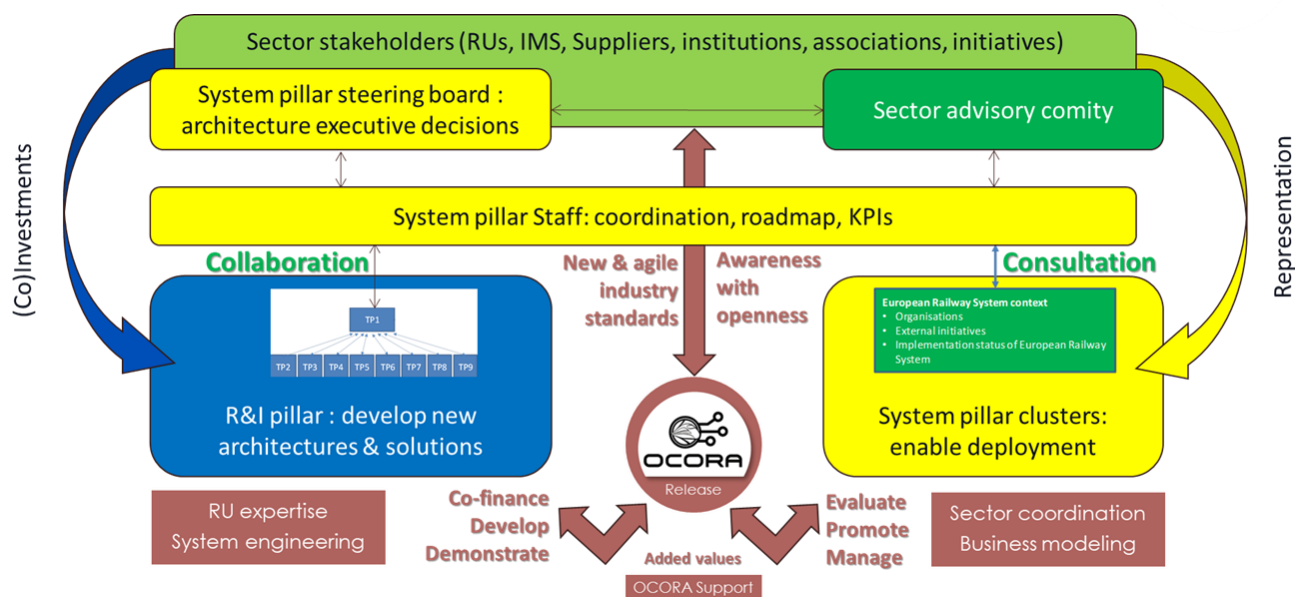 Sector stakeholders (RUs, IMS, Suppliers, institutions, associations, initiatives)
System pillar steering board :
architecture executive decisions
Sector advisory comity
(Co)Investments
Representation
System pillar Staff: coordination, roadmap, KPIs
Collaboration
New & agile
industry
standards
Awareness
with
openness
Consultation
TP1
TP2 TP3 TP4 TP5 TP6 TP7 TP8 TP9
R&I pillar : develop new
architectures & solutions
European Railway System context
• Organisations
• External initiatives
• Implementation status of European Railway
System
System pillar clusters:
enable deployment
OCORA
Release
RU expertise
System engineering
Co-finance
Develop
Demonstrate
Added values
OCORA Support
Evaluate
Promote
Manage
Sector coordination
Business modeling